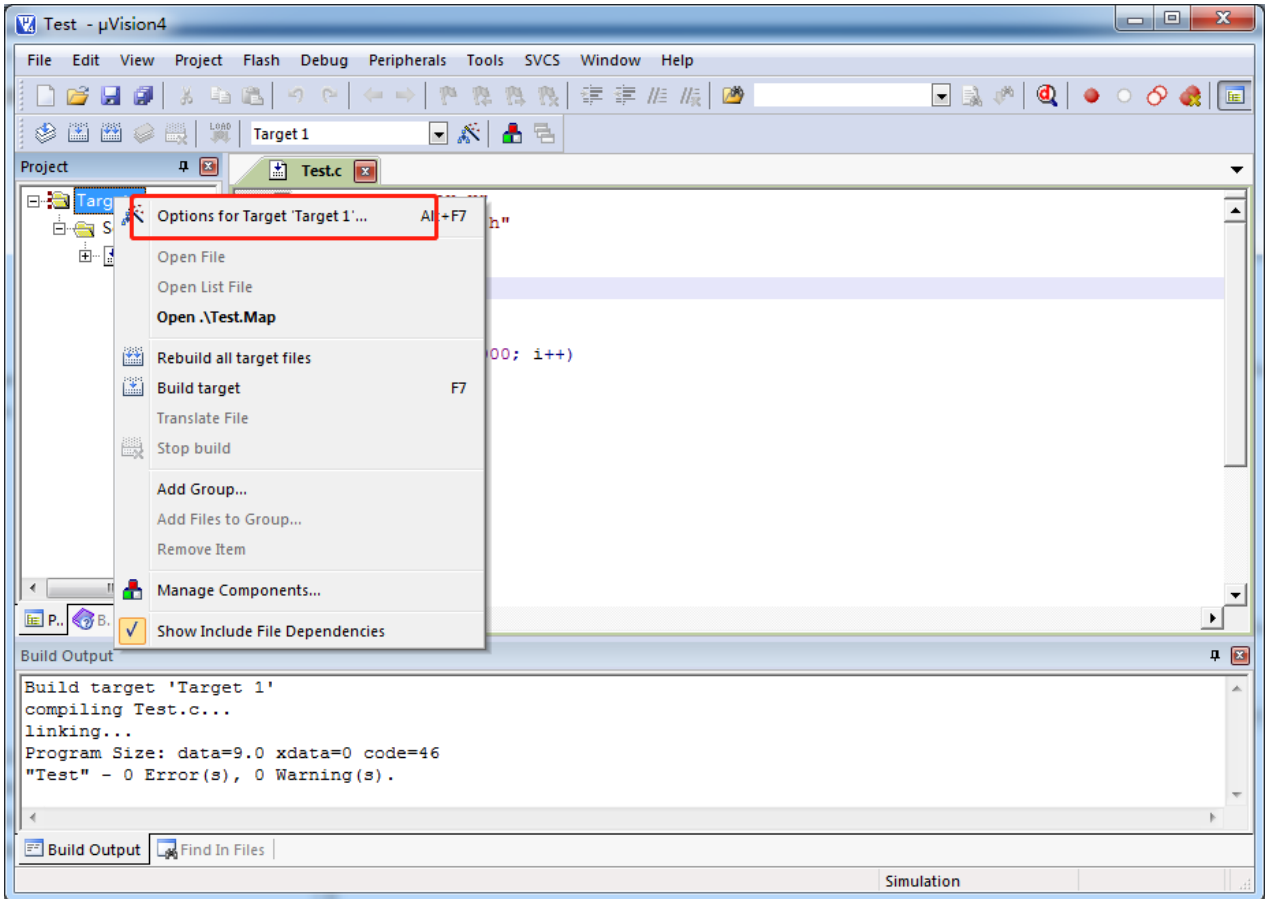 Test - µVision4
File Edit View Project Flash Debug Peripherals Tools SVCS Window Help
LOAD Target 1
Project
Test.c
Targ
Options for Target 'Target 1'... Alt+F7
h"
S
Open File
Open List File
Open .\Test.Map
Rebuild all target files
00; i++)
Build target F7
Translate File
Stop build
Add Group...
Add Files to Group...
Remove Item
Manage Components...
P.. B.
Show Include File Dependencies
Build Output
Build target 'Target 1'
compiling Test.c...
linking...
Program Size: data=9.0 xdata=0 code=46
"Test" - 0 Error(s), 0 Warning(s).
Build Output Find In Files
Simulation